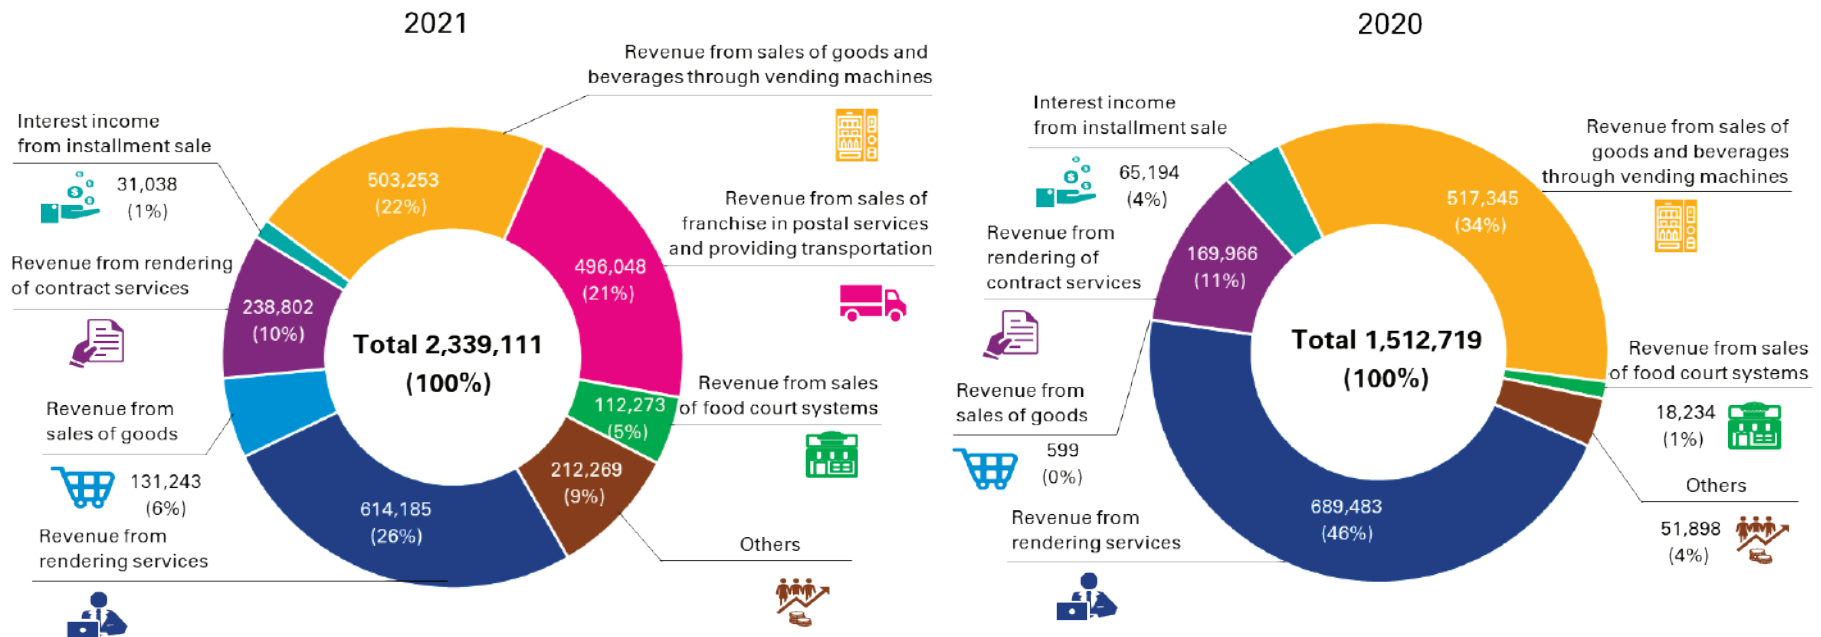 2021
Revenue from sales of goods and
beverages through vending machines
Interest income
from installment sale
31,038
(1%)
503,253
(22%)
Revenue from sales of
franchise in postal services
and providing transportation
496,048
(21%)
Revenue from rendering
of contract services
238,802
(10%)
Total 2,339,111
(100%)
Revenue from sales
of food court systems
112,273
(5%)
Revenue from
sales of goods
131,243
(6%)
212,269
(9%)
614,185
(26%)
Revenue from
rendering services
Others
2020
Interest income
from installment sale
65,194
(4%)
Revenue from sales of
goods and beverages
through vending machines
517,345
(34%)
Revenue from
rendering of
contract services
169,966
(11%)
Total 1,512,719
(100%)
Revenue from sales
of food court systems
18,234
(1%)
Revenue from
sales of goods
599
(0%)
Others
51,898
(4%)
689,483
(46%)
Revenue from
rendering services